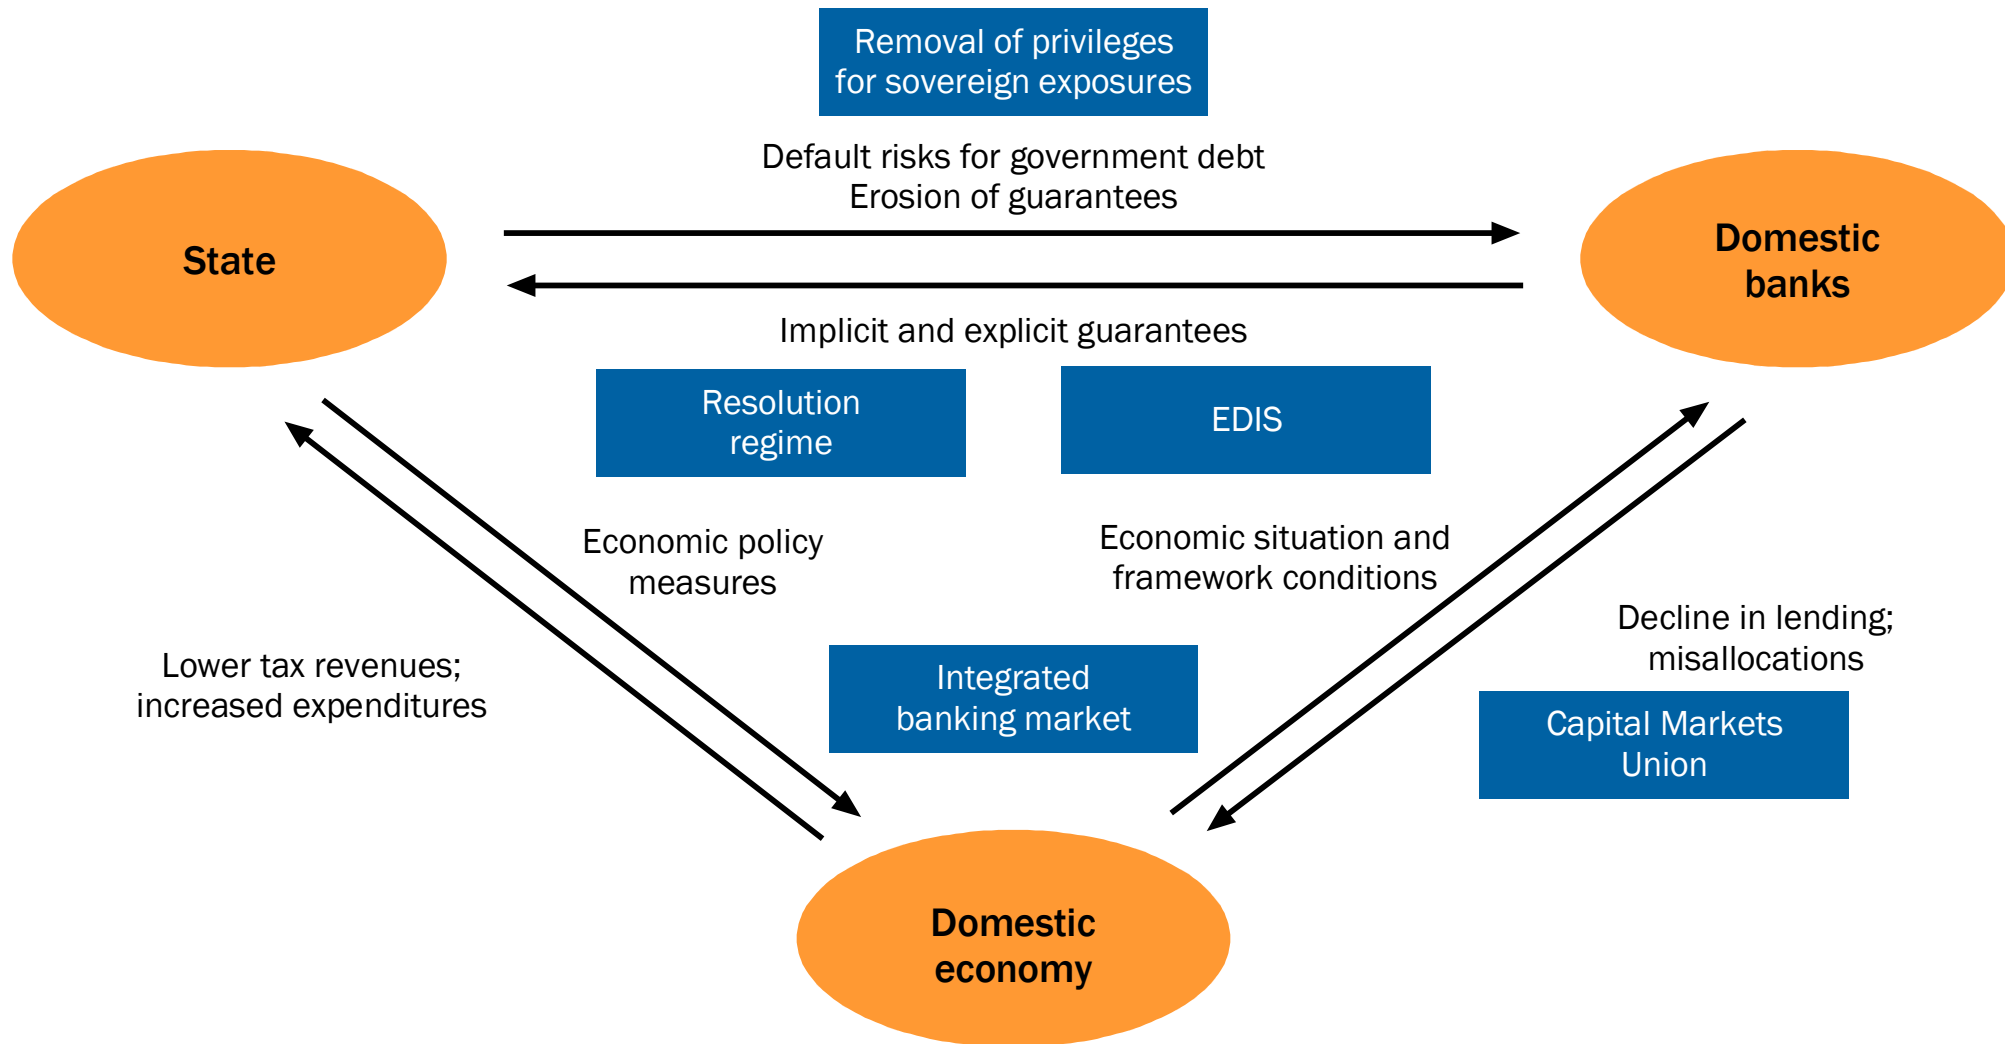 Removal of privileges
for sovereign exposures
Default risks for government debt
Erosion of guarantees
State
Domestic
banks
Implicit and explicit guarantees
Resolution
regime
EDIS
Economic policy
measures
Economic situation and
framework conditions
Lower tax revenues;
increased expenditures
Integrated
banking market
Decline in lending;
misallocations
Capital Markets
Union
Domestic
economy